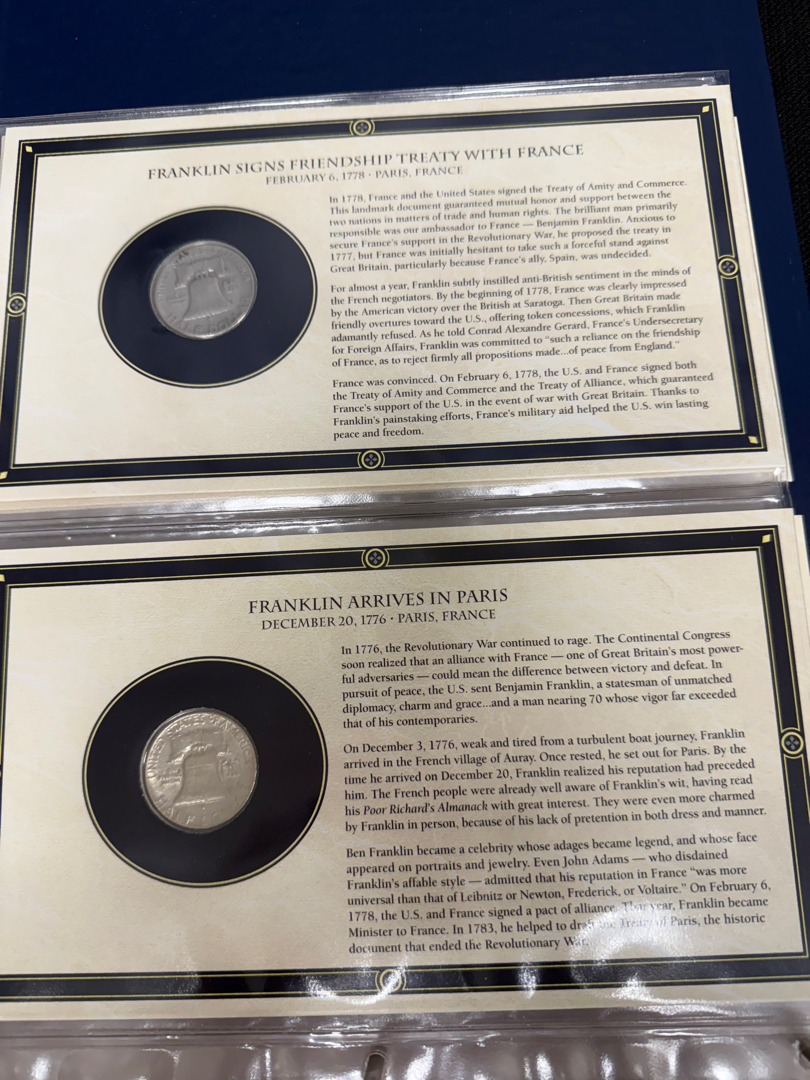 FRANKLIN SIGNS FRIENDSHIP TREATY WITH FRANCE
FEBRUARY 6, 1778 · PARIS, FRANCE
In 1778, France and the United States signed the Treaty of Amity and Commerce.
This landmark document guaranteed mutual honor and support between the
two nations in matters of trade and human rights. The brilliant man primarily
responsible was our ambassador to France — Benjamin Franklin. Anxious to
secure France's support in the Revolutionary War, he proposed the treaty in
1777, but France was initially hesitant to take such a forceful stand against
Great Britain, particularly because France's ally, Spain, was undecided.
For almost a year, Franklin subtly instilled anti-British sentiment in the minds of
the French negotiators. By the beginning of 1778, France was clearly impressed
by the American victory over the British at Saratoga. Then Great Britain made
friendly overtures toward the U.S., offering token concessions, which Franklin
adamantly refused. As he told Conrad Alexandre Gerard, France's Undersecretary
for Foreign Affairs, Franklin was committed to "such a reliance on the friendship
of France, as to reject firmly all propositions made...of peace from England."
France was convinced. On February 6, 1778, the U.S. and France signed both
the Treaty of Amity and Commerce and the Treaty of Alliance, which guaranteed
France's support of the U.S. in the event of war with Great Britain. Thanks to
Franklin's painstaking efforts, France's military aid helped the U.S. win lasting
peace and freedom.
FRANKLIN ARRIVES IN PARIS
DECEMBER 20, 1776 · PARIS, FRANCE
In 1776, the Revolutionary War continued to rage. The Continental Congress
soon realized that an alliance with France — one of Great Britain's most power-
ful adversaries — could mean the difference between victory and defeat. In
pursuit of peace, the U.S. sent Benjamin Franklin, a statesman of unmatched
diplomacy, charm and grace...and a man nearing 70 whose vigor far exceeded
that of his contemporaries.
On December 3, 1776, weak and tired from a turbulent boat journey, Franklin
arrived in the French village of Auray. Once rested, he set out for Paris. By the
time he arrived on December 20, Franklin realized his reputation had preceded
him. The French people were already well aware of Franklin's wit, having read
his Poor Richard's Almanack with great interest. They were even more charmed
by Franklin in person, because of his lack of pretention in both dress and manner.
Ben Franklin became a celebrity whose adages became legend, and whose face
appeared on portraits and jewelry. Even John Adams — who disdained
Franklin's affable style — admitted that his reputation in France "was more
universal than that of Leibnitz or Newton, Frederick, or Voltaire." On February 6,
1778, the U.S. and France signed a pact of alliance. That year, Franklin became
Minister to France. In 1783, he helped to draft the Treaty of Paris, the historic
document that ended the Revolutionary War.
UNITED STATES OF AMERICA